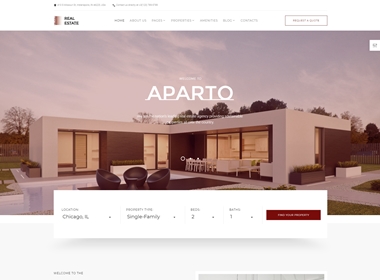 REAL
ESTATE
HOME
ABOUT US
PAGES
PROPERTIES
AGENTS
BLOG
CONTACTS
REQUEST A QUOTE
WELCOME TO
APARTO
LOCATION
PROPERTY TYPE
BEDS
BATHS
Chicago, IL
Single-Family
2
1
FIND YOUR PROPERTY
WELCOME TO THE